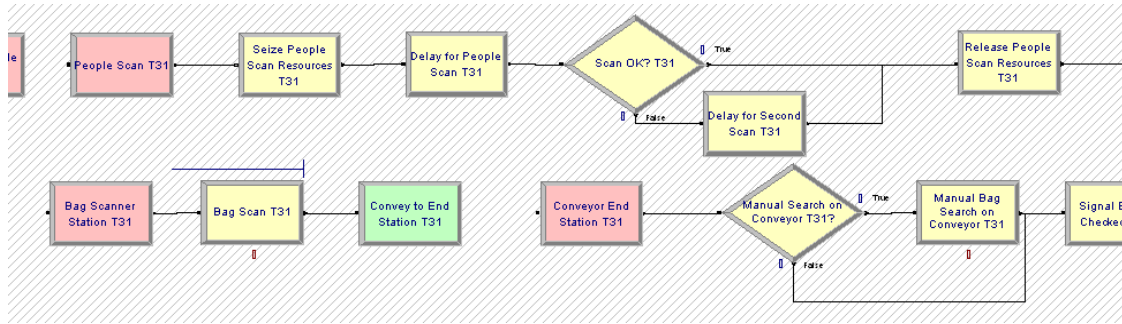 People Scan T31
Seize People
Scan Resources
T31
Delay for People
Scan T31
Scan OK? T31
True
False
Delay for Second
Scan T31
Release People
Scan Resources
T31
Bag Scanner
Station T31
Bag Scan T31
Convey to End
Station T31
Conveyor End
Station T31
Manual Search on
Conveyor T31?
True
False
Manual Bag
Search on
Conveyor T31
Signal
Checked